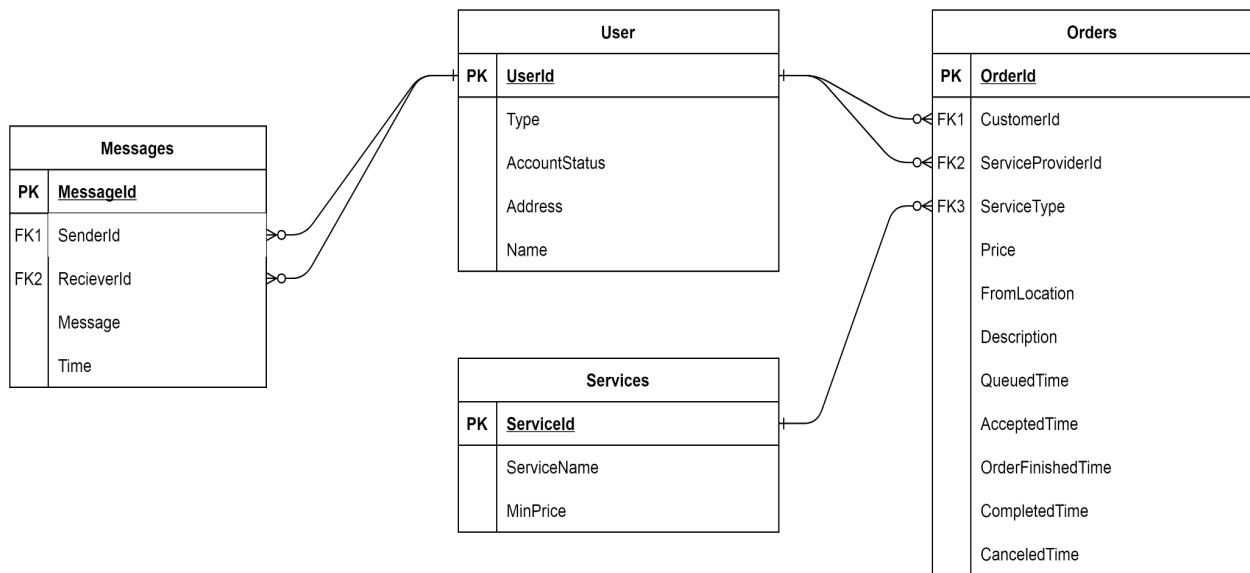 User
PK UserId
Type
AccountStatus
Address
Name
Orders
PK OrderId
FK1 CustomerId
FK2 ServiceProviderId
FK3 ServiceType
Price
FromLocation
Description
QueuedTime
AcceptedTime
OrderFinishedTime
CompletedTime
CanceledTime
Messages
PK MessageId
FK1 SenderId
FK2 RecieverId
Message
Time
Services
PK ServiceId
ServiceName
MinPrice